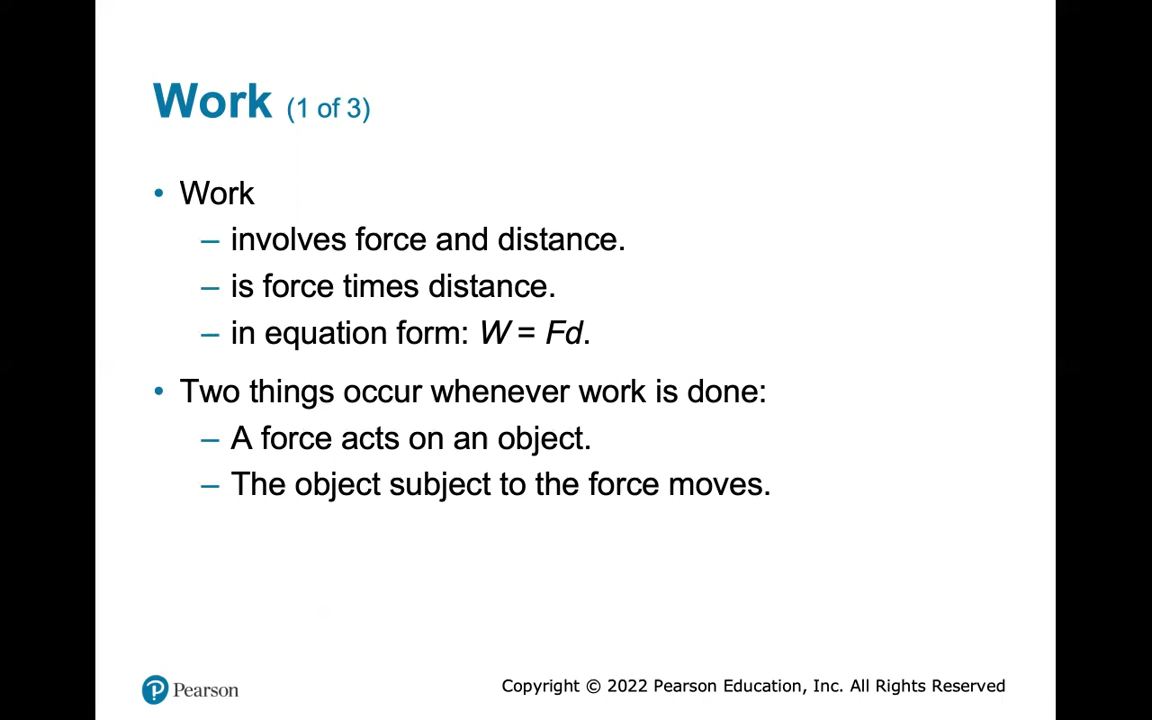 Work (1 of 3)
• Work
– involves force and distance.
– is force times distance.
– in equation form: W = Fd.
• Two things occur whenever work is done:
– A force acts on an object.
– The object subject to the force moves.
P Pearson
Copyright © 2022 Pearson Education, Inc. All Rights Reserved